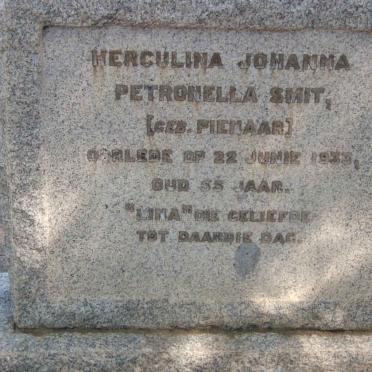 HERCULINA JOHANNA
PETRONELLA SMIT,
[GEB. PIENAAR]
OORLEDE OP 22 JUNIE
OUD 55 JAAR.
"LINA" DIE GELIEFDE
TOT DAARDIE DAG.